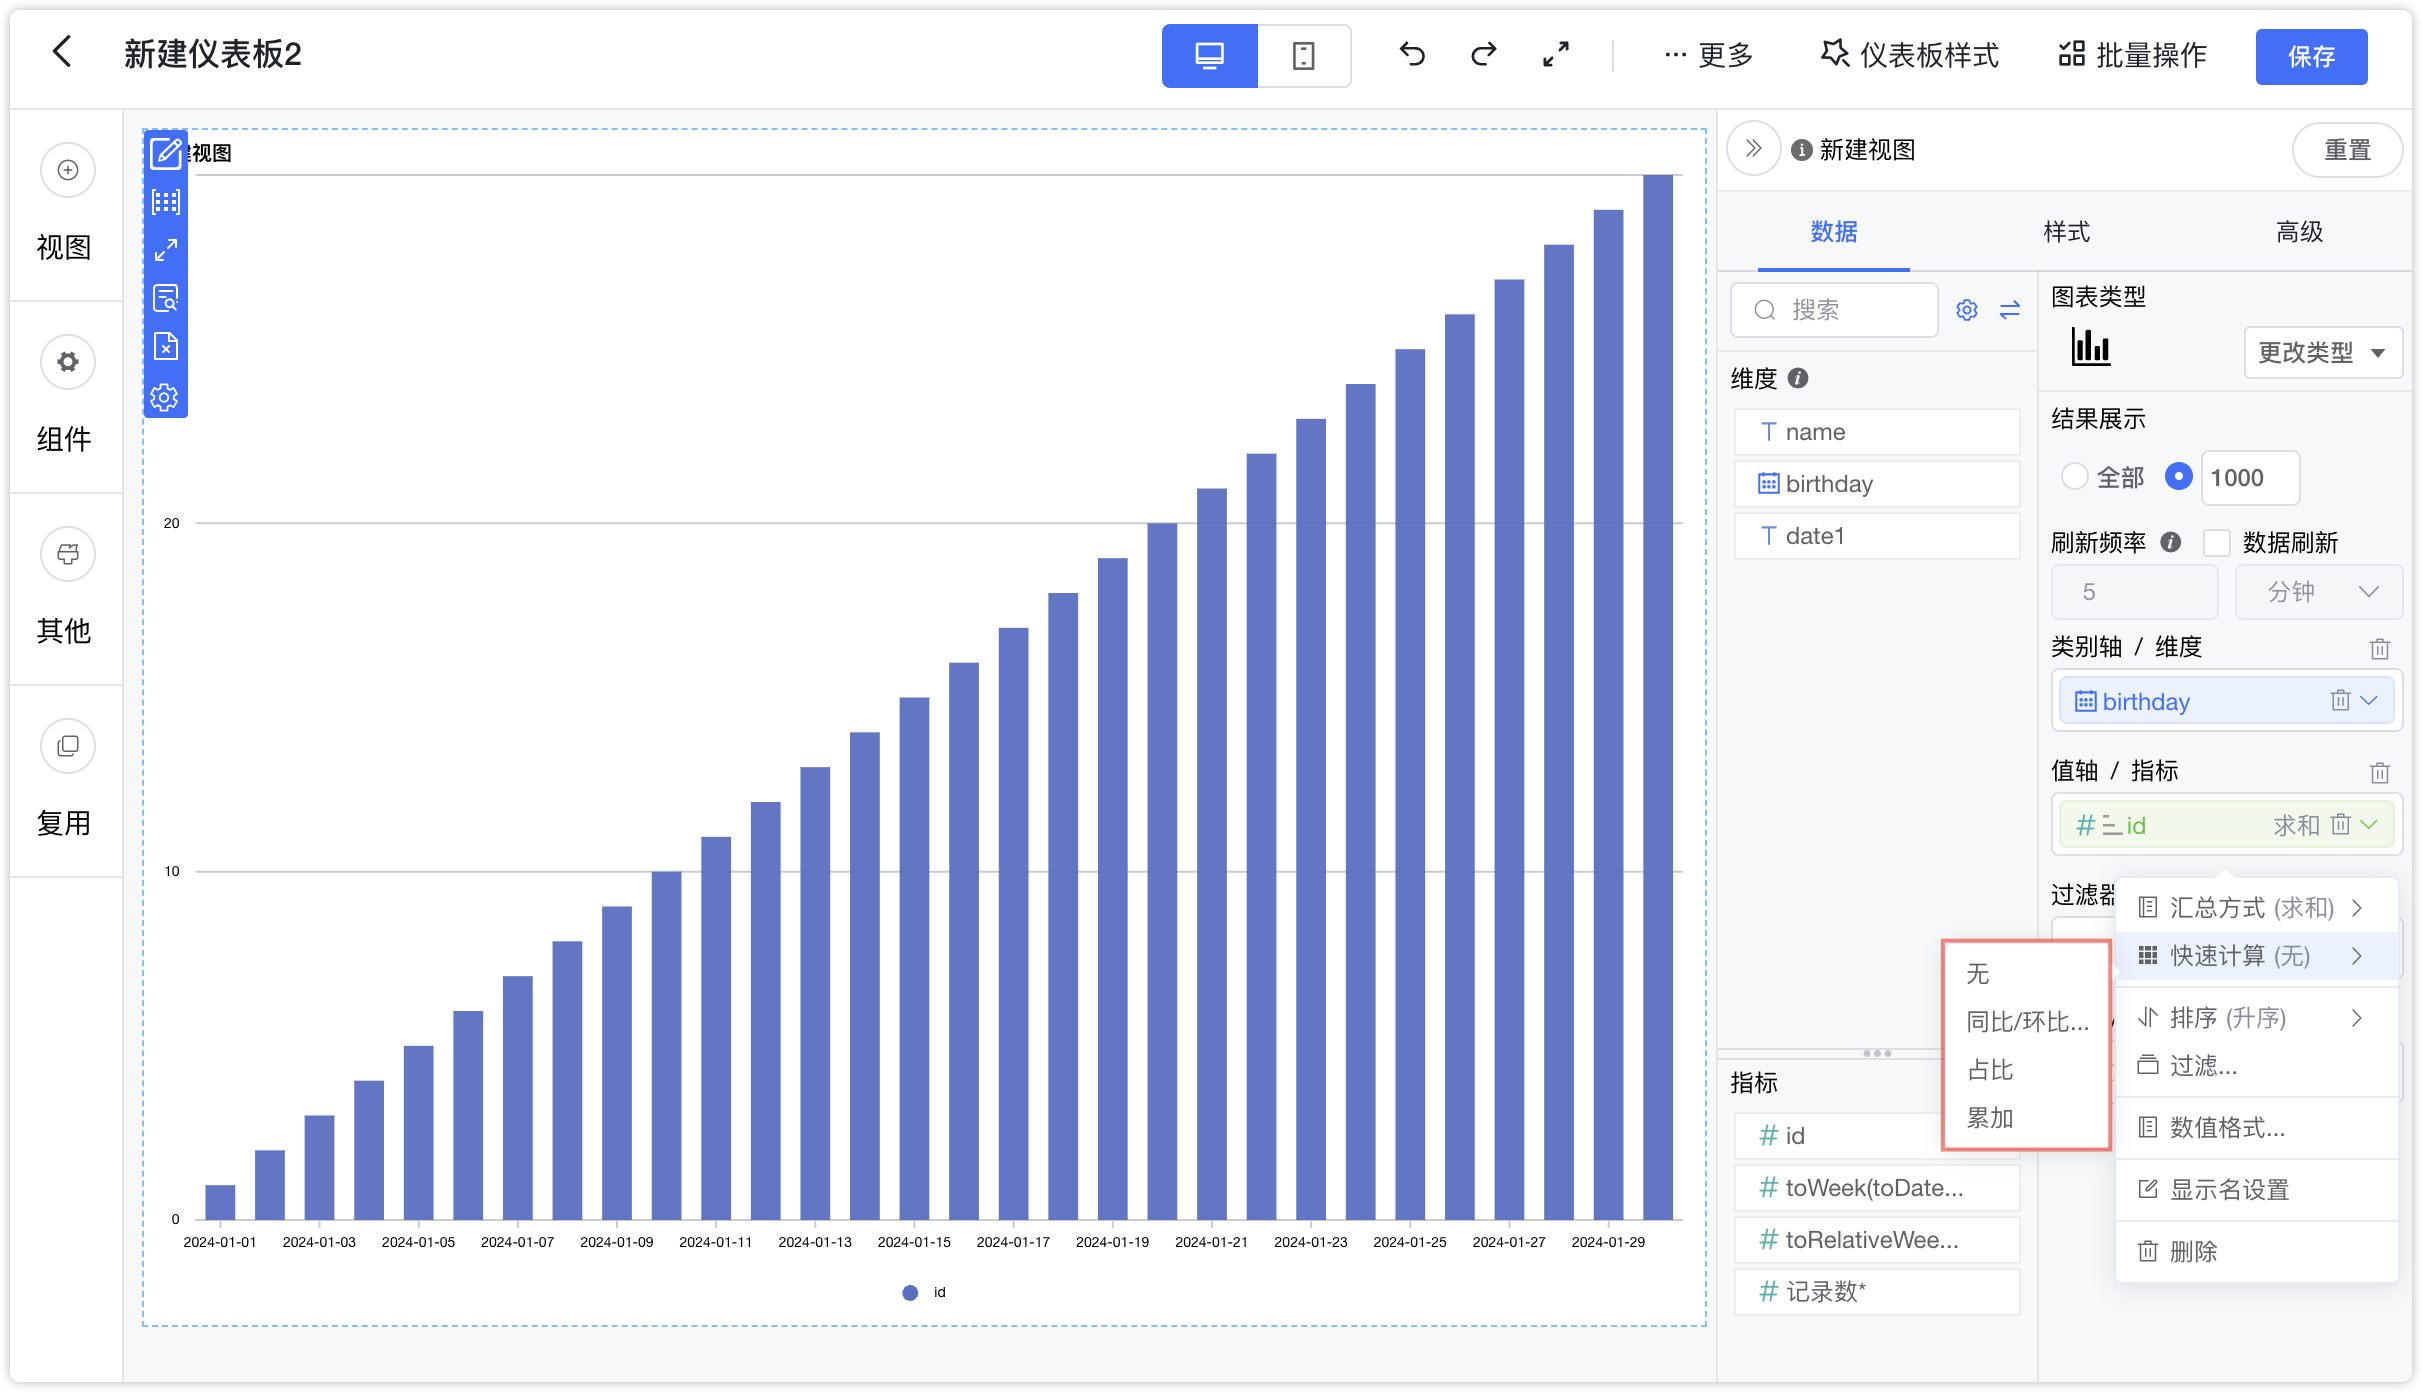 新建仪表板2
更多
仪表板样式
批量操作
保存
视图
组件
其他
复用
视图
20
10
0
2024-01-01
2024-01-03
2024-01-05
2024-01-07
2024-01-09
2024-01-11
2024-01-13
2024-01-15
2024-01-17
2024-01-19
2024-01-21
2024-01-23
2024-01-25
2024-01-27
2024-01-29
id
新建视图
重置
数据
样式
高级
搜索
维度
name
birthday
date1
指标
id
toWeek(toDate...
toRelativeWee...
记录数*
图表类型
更改类型
结果展示
全部
1000
刷新频率
数据刷新
5
分钟
类别轴 / 维度
birthday
值轴 / 指标
id
求和
过滤器
汇总方式 (求和)
快速计算 (无)
排序 (升序)
过滤...
数值格式...
显示名设置
删除
无
同比/环比...
占比
累加